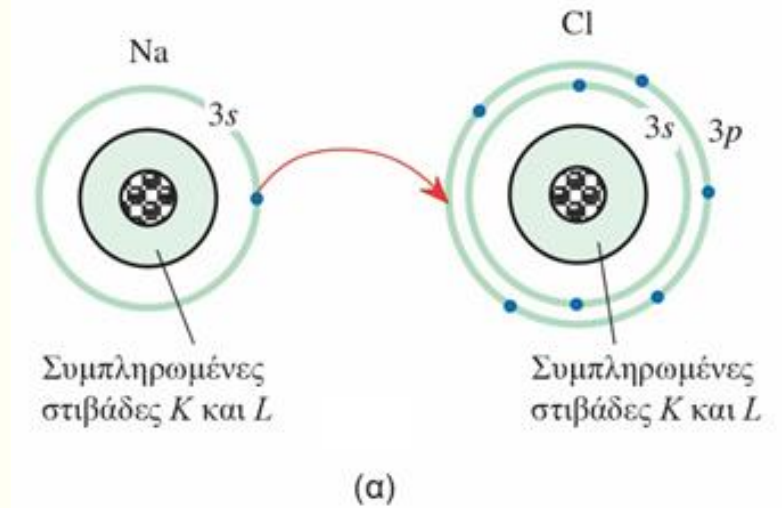 Na
Cl
3s
3s
3p
Συμπληρωμένες
στιβάδες K και L
Συμπληρωμένες
στιβάδες K και L
(α)